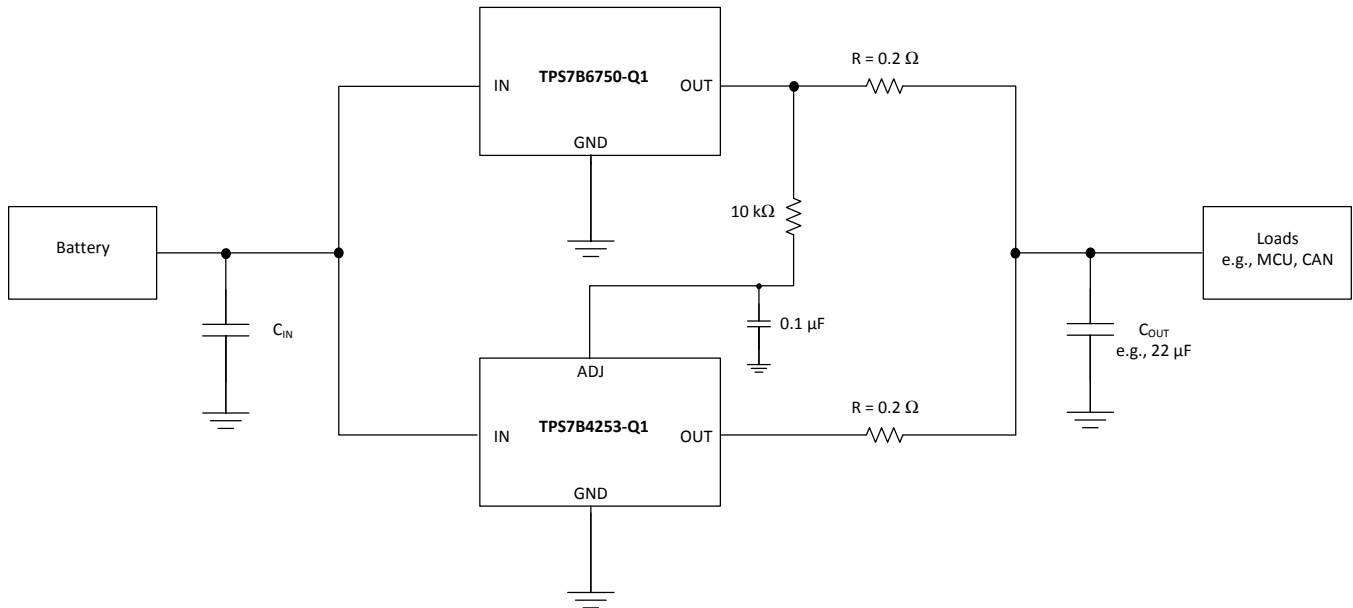 TPS7B6750-Q1
IN
OUT
GND
R = 0.2 Ω
10 kΩ
Battery
C_IN
Loads
e.g., MCU, CAN
0.1 µF
C_OUT
e.g., 22 µF
ADJ
TPS7B4253-Q1
IN
OUT
GND
R = 0.2 Ω